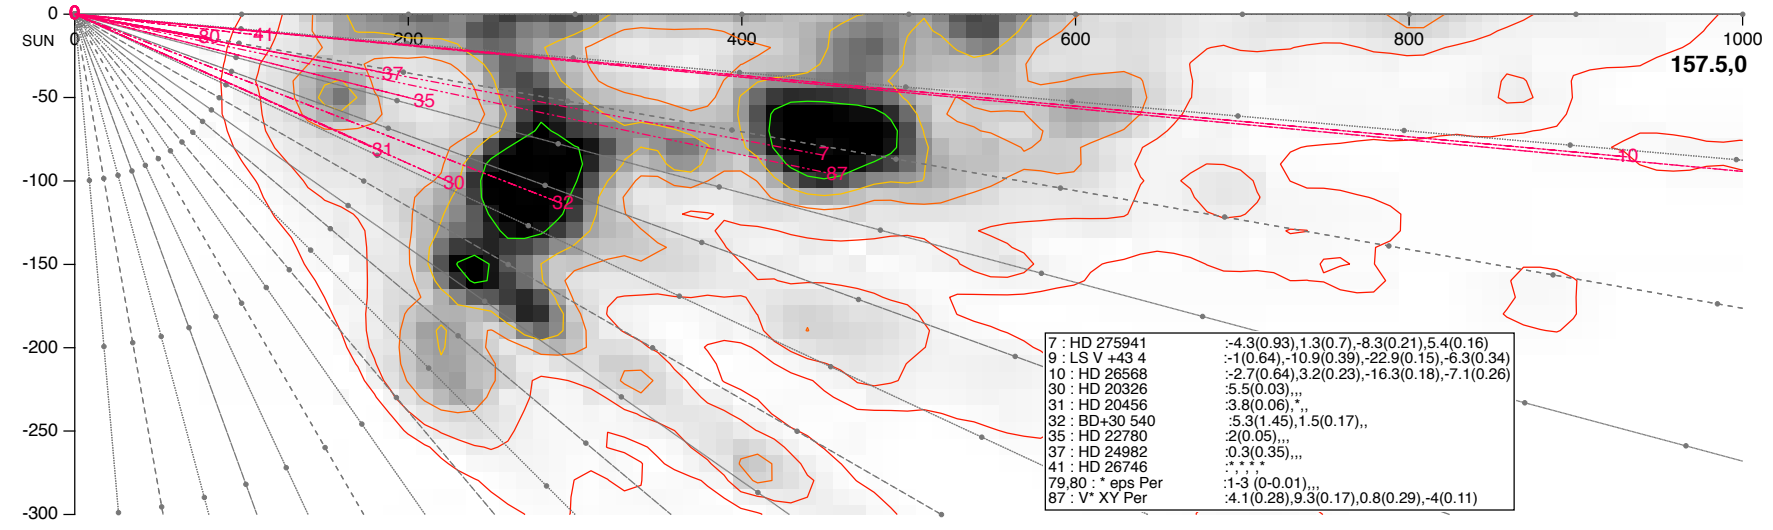 0
0
SUN
0
200
400
600
800
1000
80
41
157.5,0
37
-50
35
31
7
87
10
-100
30
32
-150
-200
7 : HD 275941 :-4.3(0.93),1.3(0.7),-8.3(0.21),5.4(0.16)
9 : LS V +43 4 :-1(0.64),-10.9(0.39),-22.9(0.15),-6.3(0.34)
10 : HD 26568 :-2.7(0.64),3.2(0.23),-16.3(0.18),-7.1(0.26)
30 : HD 20326 :5.5(0.03),,,
31 : HD 20456 :3.8(0.06),*,,
32 : BD+30 540 :5.3(1.45),1.5(0.17),,
35 : HD 22780 :2(0.05),,,
37 : HD 24982 :0.3(0.35),,,
41 : HD 26746 :*,*,*,*
79,80 : * eps Per :1-3 (0-0.01),,,
87 : V* XY Per :4.1(0.28),9.3(0.17),0.8(0.29),-4(0.11)
-250
-300